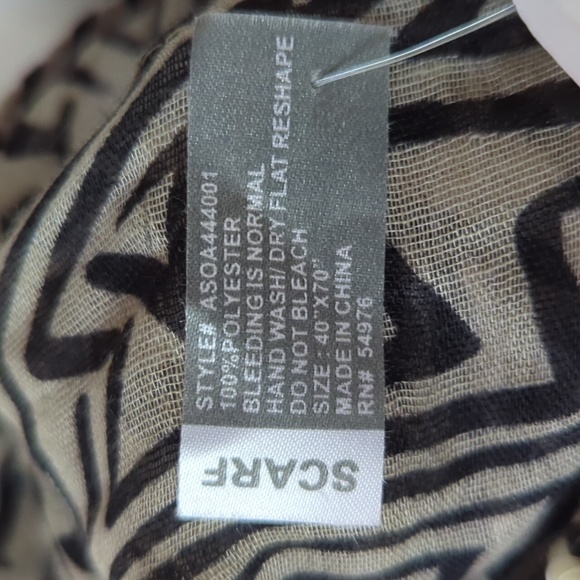 STYLE# ASOA444001
100%POLYESTER
BLEEDING IS NORMAL
HAND WASH/ DRY FLAT RESHAPE
DO NOT BLEACH
SIZE : 40"X70"
MADE IN CHINA
RN# 54976
SCARF